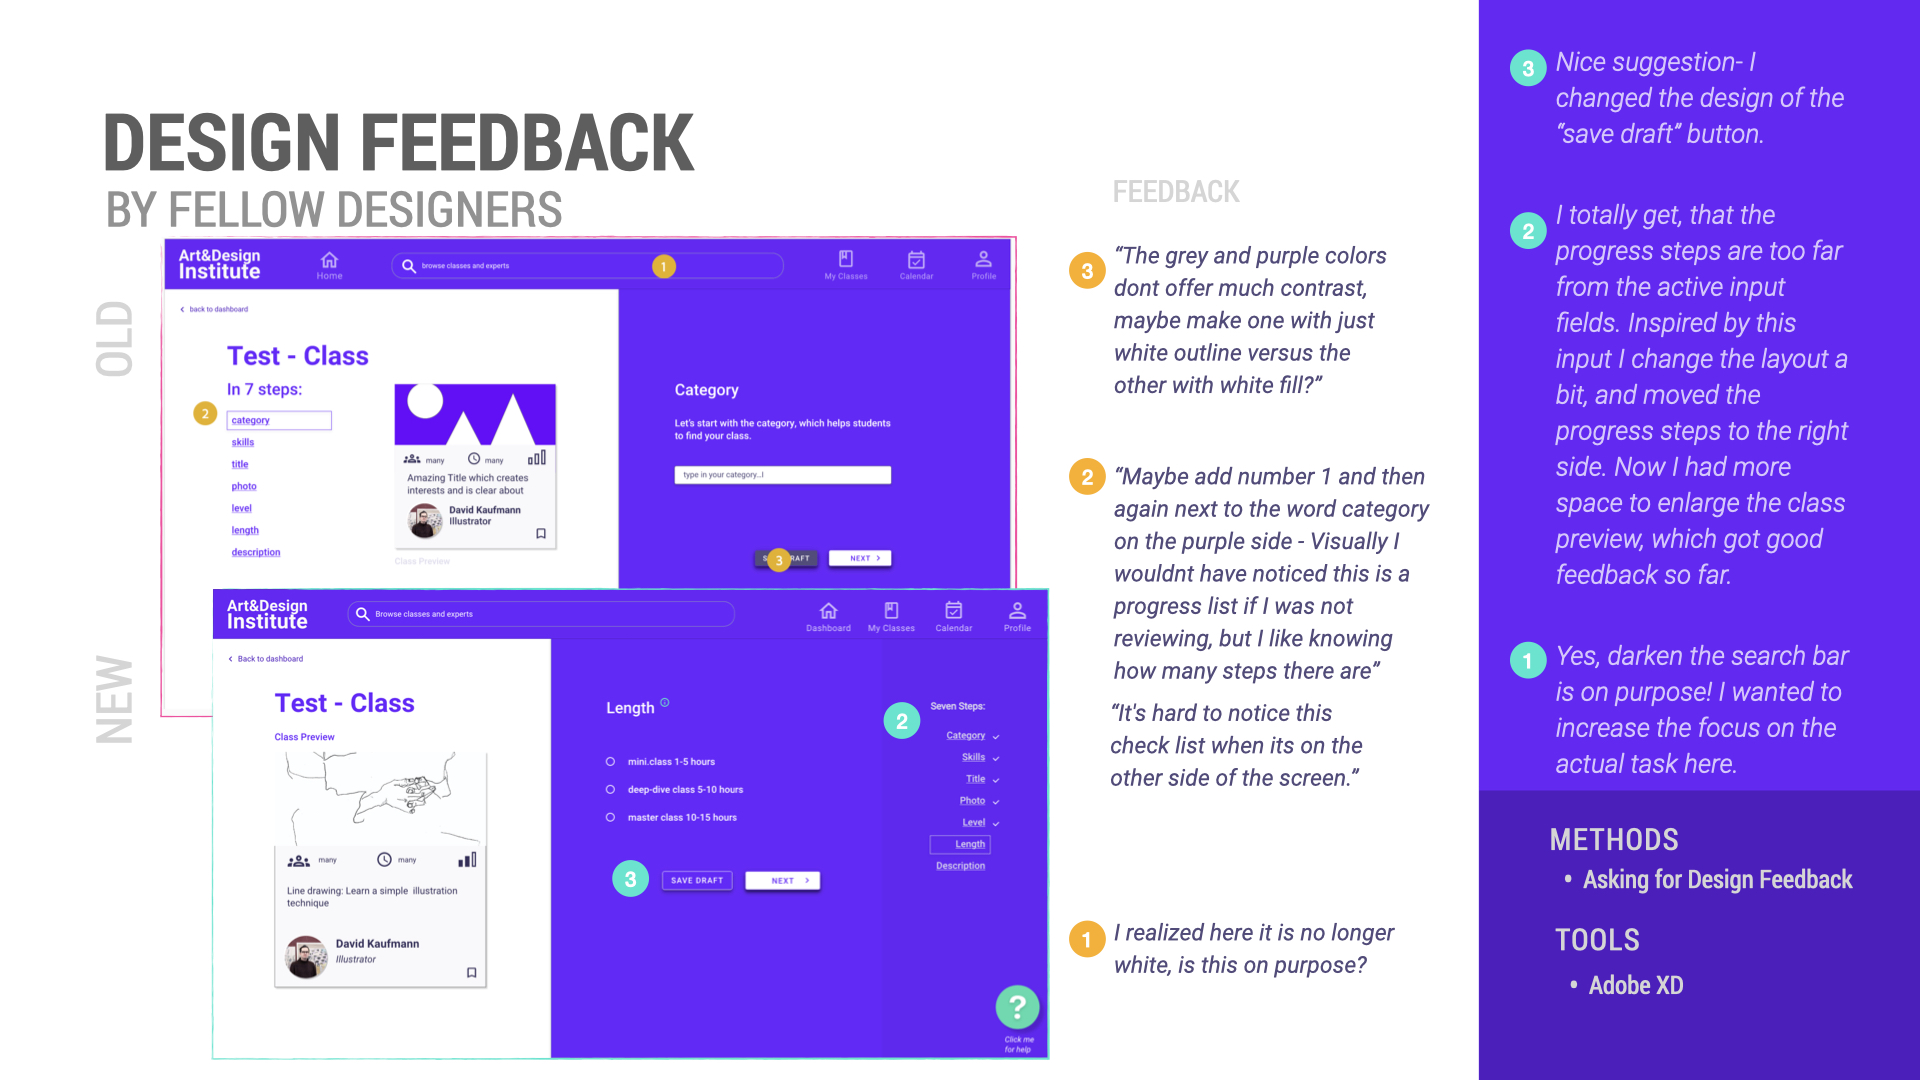 DESIGN FEEDBACK
BY FELLOW DESIGNERS
OLD
Art&Design
Institute
Home
browse classes and experts
1
My Classes
Calendar
Profile
back to dashboard
Test - Class
In 7 steps:
2
category
skills
title
photo
level
length
description
many
many
Amazing Title which creates
interests and is clear about
David Kaufmann
Illustrator
Class Preview
Category
Let's start with the category, which helps students
to find your class.
type in your category..I
3
RAFT
NEXT
NEW
Art&Design
Institute
Browse classes and experts
Dashboard
My Classes
Calendar
Profile
Back to dashboard
Test - Class
Class Preview
many
many
Line drawing: Learn a simple illustration
technique
David Kaufmann
Illustrator
Length
mini.class 1-5 hours
deep-dive class 5-10 hours
master class 10-15 hours
3
SAVE DRAFT
NEXT
2
Seven Steps:
Category
Skills
Title
Photo
Level
Length
Description
?
Click me
for help
FEEDBACK
3
“The grey and purple colors
dont offer much contrast,
maybe make one with just
white outline versus the
other with white fill?”
2
“Maybe add number 1 and then
again next to the word category
on the purple side - Visually I
wouldnt have noticed this is a
progress list if I was not
reviewing, but I like knowing
how many steps there are”
“It's hard to notice this
check list when its on the
other side of the screen.”
1
I realized here it is no longer
white, is this on purpose?
3
Nice suggestion- I
changed the design of the
“save draft” button.
2
I totally get, that the
progress steps are too far
from the active input
fields. Inspired by this
input I change the layout a
bit, and moved the
progress steps to the right
side. Now I had more
space to enlarge the class
preview, which got good
feedback so far.
1
Yes, darken the search bar
is on purpose! I wanted to
increase the focus on the
actual task here.
METHODS
• Asking for Design Feedback
TOOLS
• Adobe XD